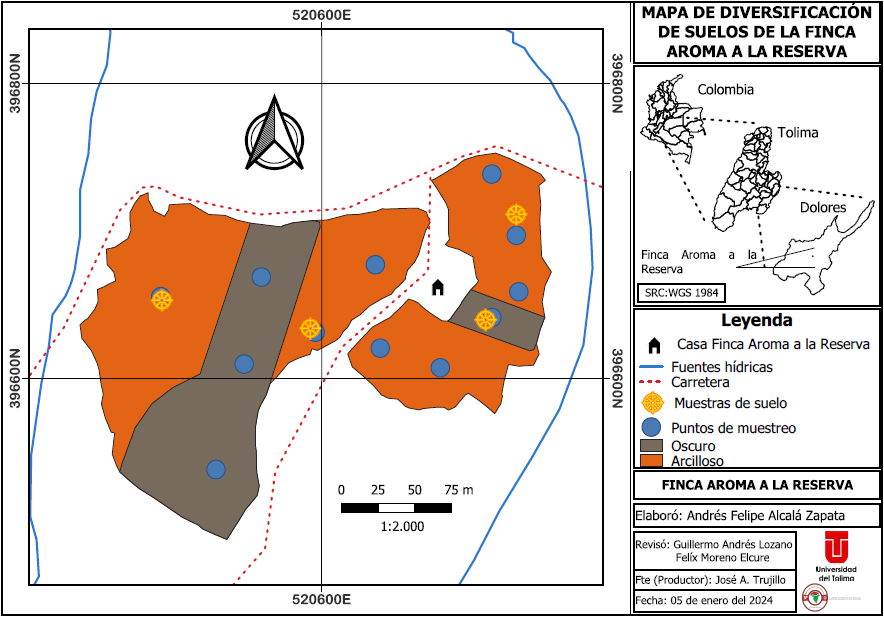 520600E
396800N
396800N
396600N
396600N
0 25 50 75 m
1:2.000
520600E
MAPA DE DIVERSIFICACIÓN
DE SUELOS DE LA FINCA
AROMA A LA RESERVA
Colombia
Tolima
Dolores
Finca Aroma a la
Reserva
SRC:WGS 1984
Leyenda
Casa Finca Aroma a la Reserva
Fuentes hídricas
Carretera
Muestras de suelo
Puntos de muestreo
Oscuro
Arcilloso
FINCA AROMA A LA RESERVA
Elaboró: Andrés Felipe Alcalá Zapata
Revisó: Guillermo Andrés Lozano
Felíx Moreno Elcure
Fte (Productor): José A. Trujillo
Fecha: 05 de enero del 2024
Universidad
del Tolima